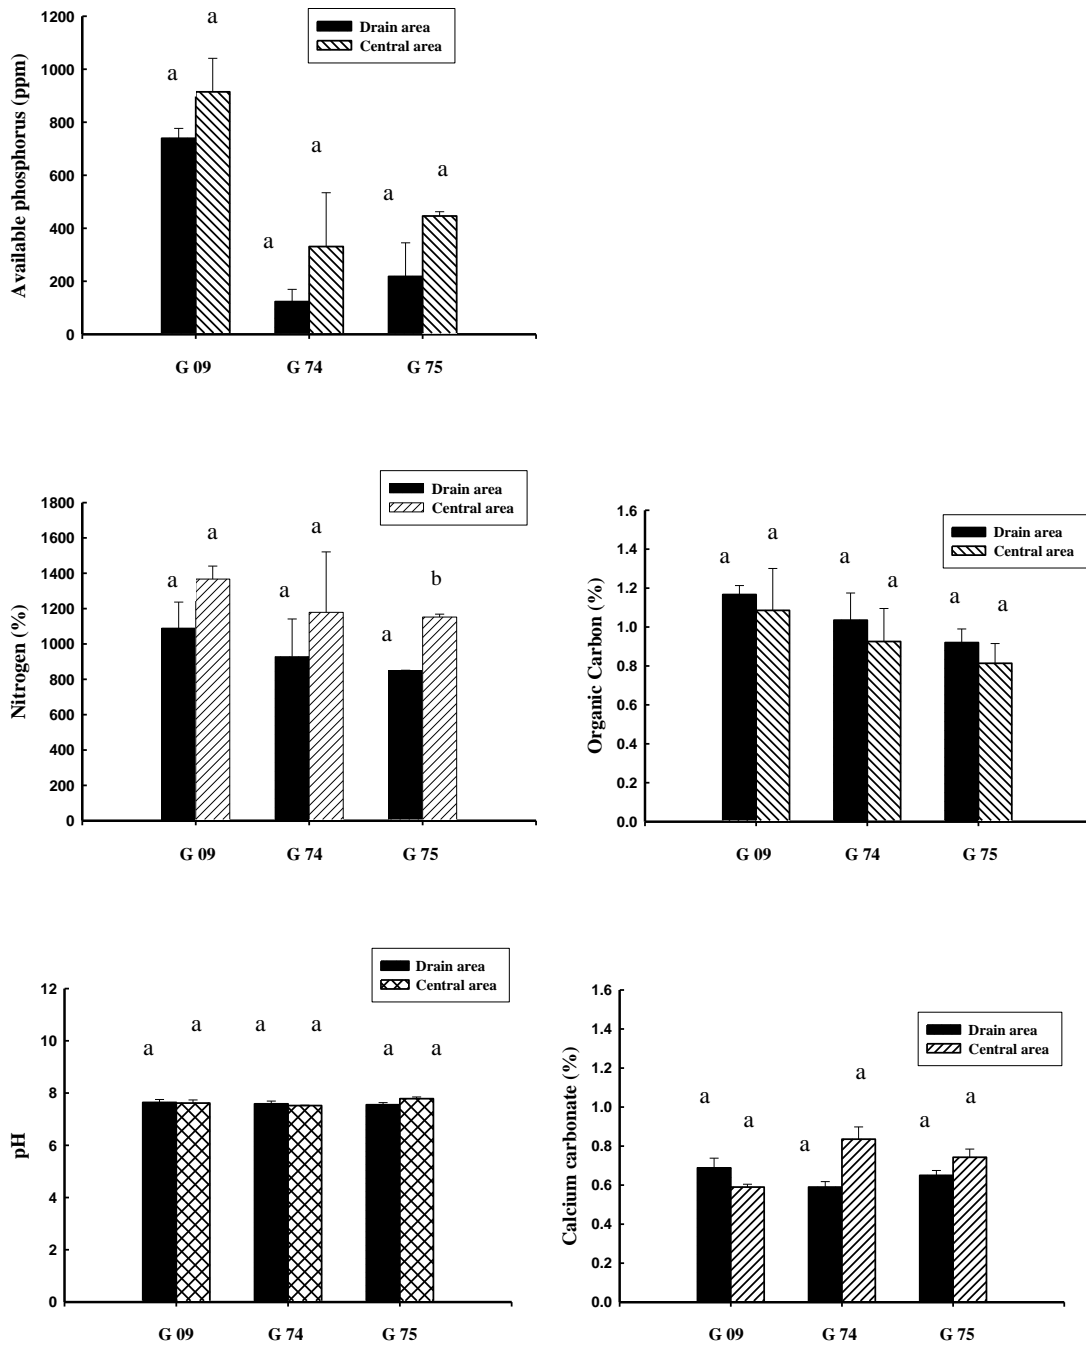 Available phosphorus (ppm)
1200
1000
800
600
400
200
0
Drain area
Central area
a
a
a
a
a
a
G 09
G 74
G 75
Nitrogen (%)
1800
1600
1400
1200
1000
800
600
400
200
0
Drain area
Central area
a
a
a
a
a
b
G 09
G 74
G 75
Organic Carbon (%)
1.6
1.4
1.2
1.0
0.8
0.6
0.4
0.2
0.0
Drain area
Central area
a
a
a
a
a
a
G 09
G 74
G 75
pH
12
10
8
6
4
2
0
Drain area
Central area
a
a
a
a
a
a
G 09
G 74
G 75
Calcium carbonate (%)
1.6
1.4
1.2
1.0
0.8
0.6
0.4
0.2
0.0
Drain area
Central area
a
a
a
a
a
a
G 09
G 74
G 75